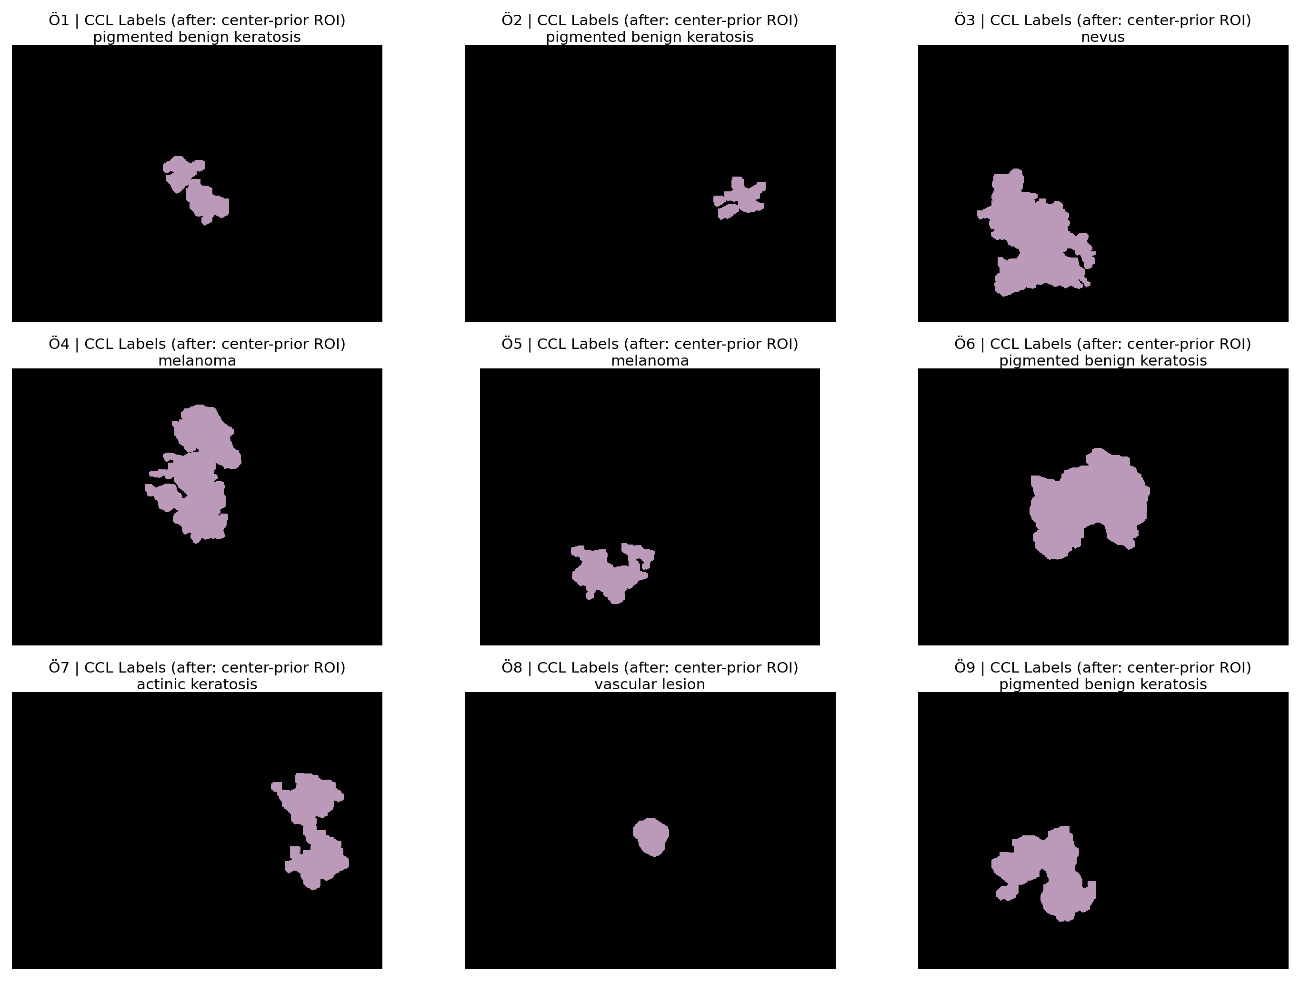 Ö1 | CCL Labels (after: center-prior ROI)
pigmented benign keratosis
Ö2 | CCL Labels (after: center-prior ROI)
pigmented benign keratosis
Ö3 | CCL Labels (after: center-prior ROI)
nevus
Ö4 | CCL Labels (after: center-prior ROI)
melanoma
Ö5 | CCL Labels (after: center-prior ROI)
melanoma
Ö6 | CCL Labels (after: center-prior ROI)
pigmented benign keratosis
Ö7 | CCL Labels (after: center-prior ROI)
actinic keratosis
Ö8 | CCL Labels (after: center-prior ROI)
vascular lesion
Ö9 | CCL Labels (after: center-prior ROI)
pigmented benign keratosis